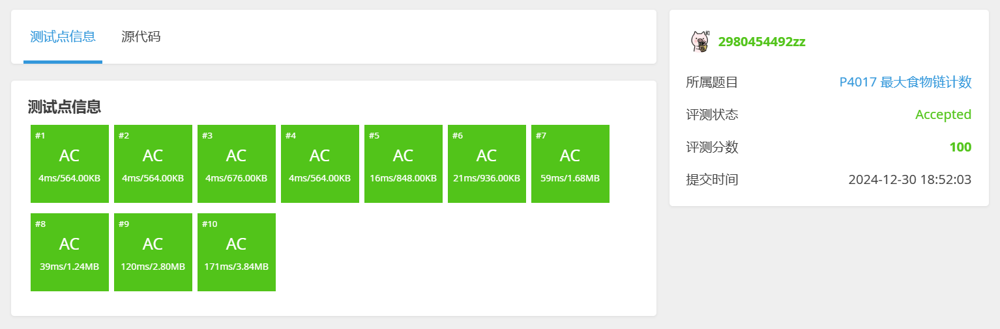 测试点信息 源代码
测试点信息
#1 #2 #3 #4 #5 #6 #7
AC AC AC AC AC AC AC
4ms/564.00KB 4ms/564.00KB 4ms/676.00KB 4ms/564.00KB 16ms/848.00KB 21ms/936.00KB 59ms/1.68MB
#8 #9 #10
AC AC AC
39ms/1.24MB 120ms/2.80MB 171ms/3.84MB
2980454492zz
所属题目 P4017 最大食物链计数
评测状态 Accepted
评测分数 100
提交时间 2024-12-30 18:52:03